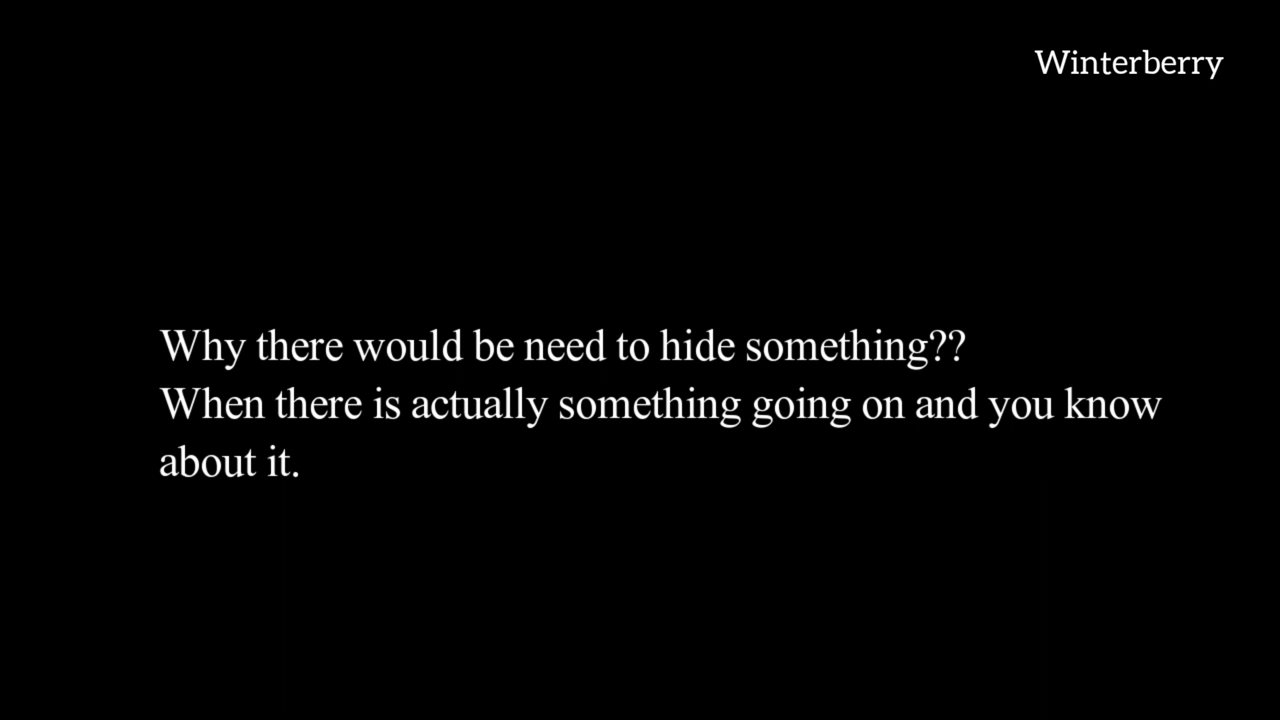 Winterberry
Why there would be need to hide something??
When there is actually something going on and you know
about it.